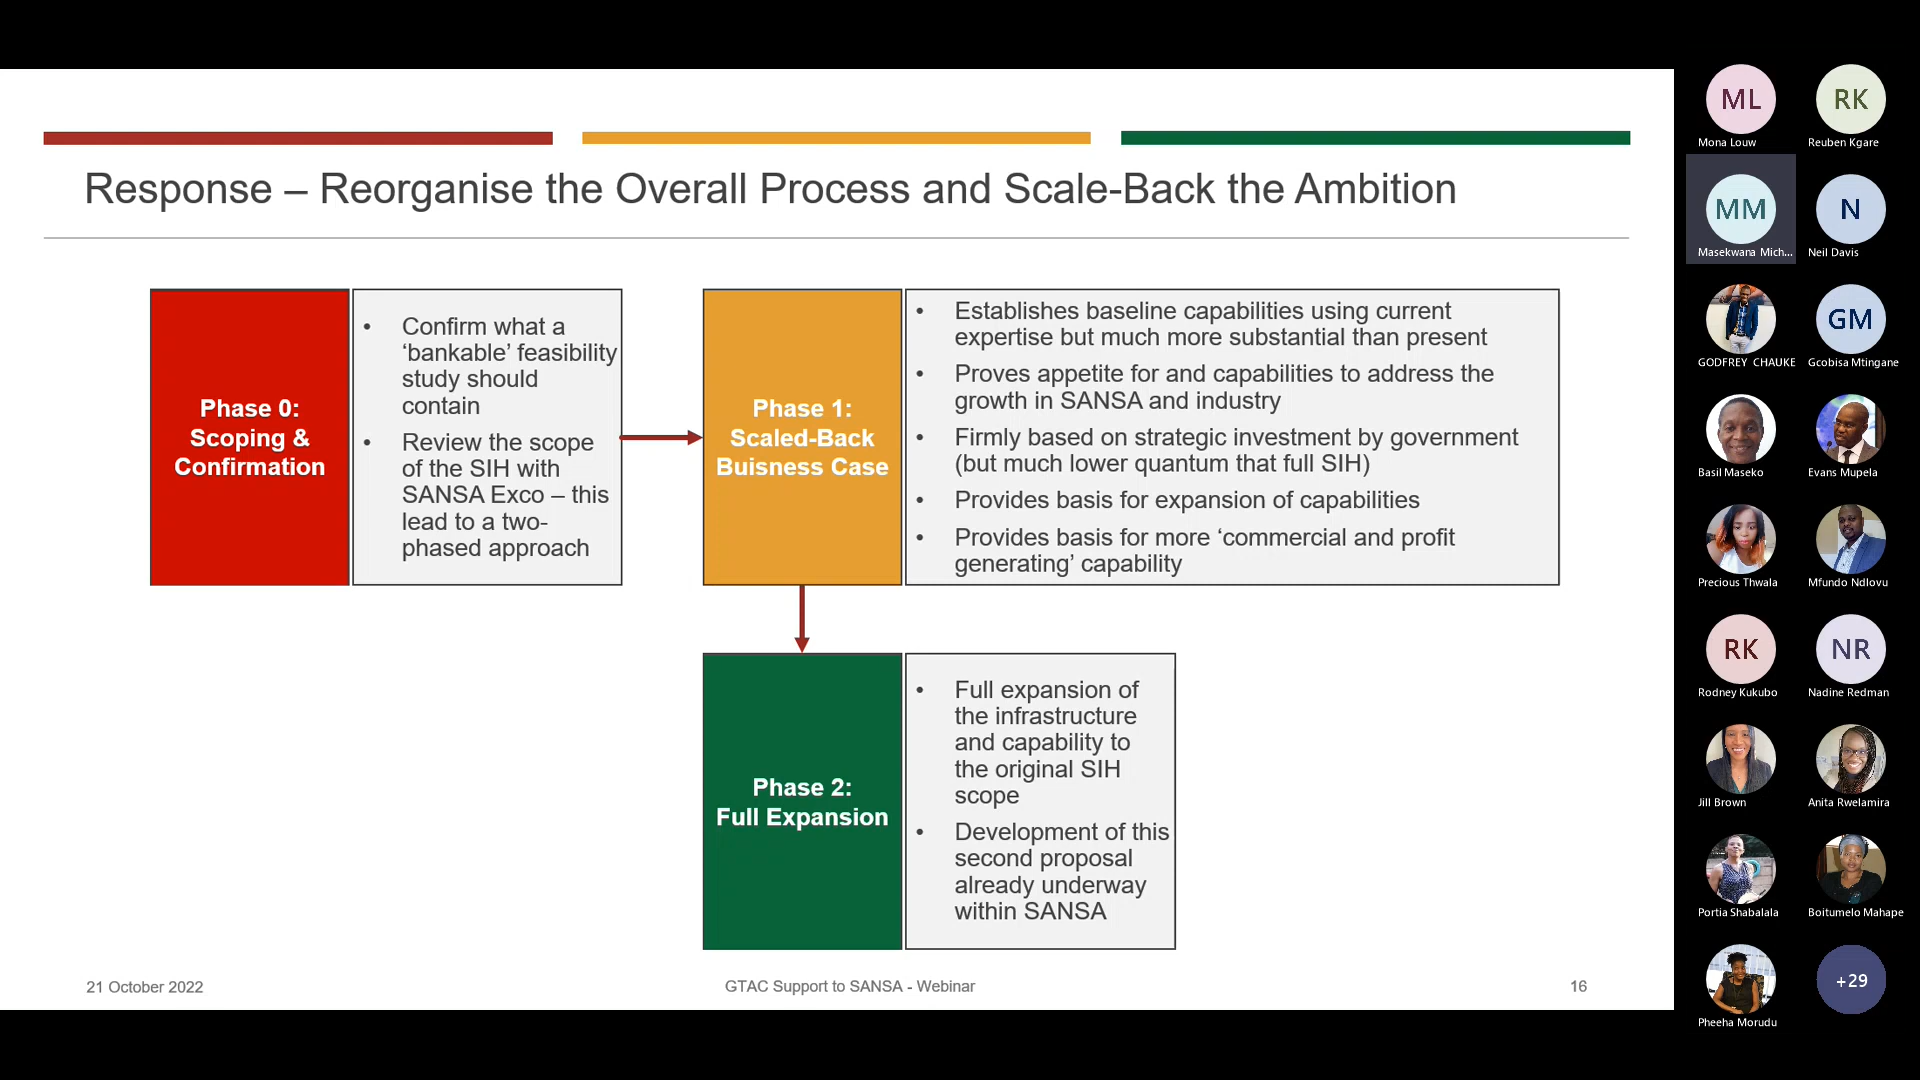 Response – Reorganise the Overall Process and Scale-Back the Ambition
Phase 0:
Scoping &
Confirmation
• Confirm what a
‘bankable’ feasibility
study should
contain
• Review the scope
of the SIH with
SANSA Exco – this
lead to a two-
phased approach
Phase 1:
Scaled-Back
Buisness Case
• Establishes baseline capabilities using current
expertise but much more substantial than present
• Proves appetite for and capabilities to address the
growth in SANSA and industry
• Firmly based on strategic investment by government
(but much lower quantum that full SIH)
• Provides basis for expansion of capabilities
• Provides basis for more ‘commercial and profit
generating’ capability
Phase 2:
Full Expansion
• Full expansion of
the infrastructure
and capability to
the original SIH
scope
• Development of this
second proposal
already underway
within SANSA
21 October 2022
GTAC Support to SANSA - Webinar
16
ML
Mona Louw
RK
Reuben Kgare
MM
Masekwana Mich...
N
Neil Davis
GODFREY CHAUKE
GM
Gcobisa Mtingane
Basil Maseko
Evans Mupela
Precious Thwala
Mfundo Ndlovu
RK
Rodney Kukubo
NR
Nadine Redman
Jill Brown
Anita Rwelamira
Portia Shabalala
Boitumelo Mahape
Pheeha Morudu
+29